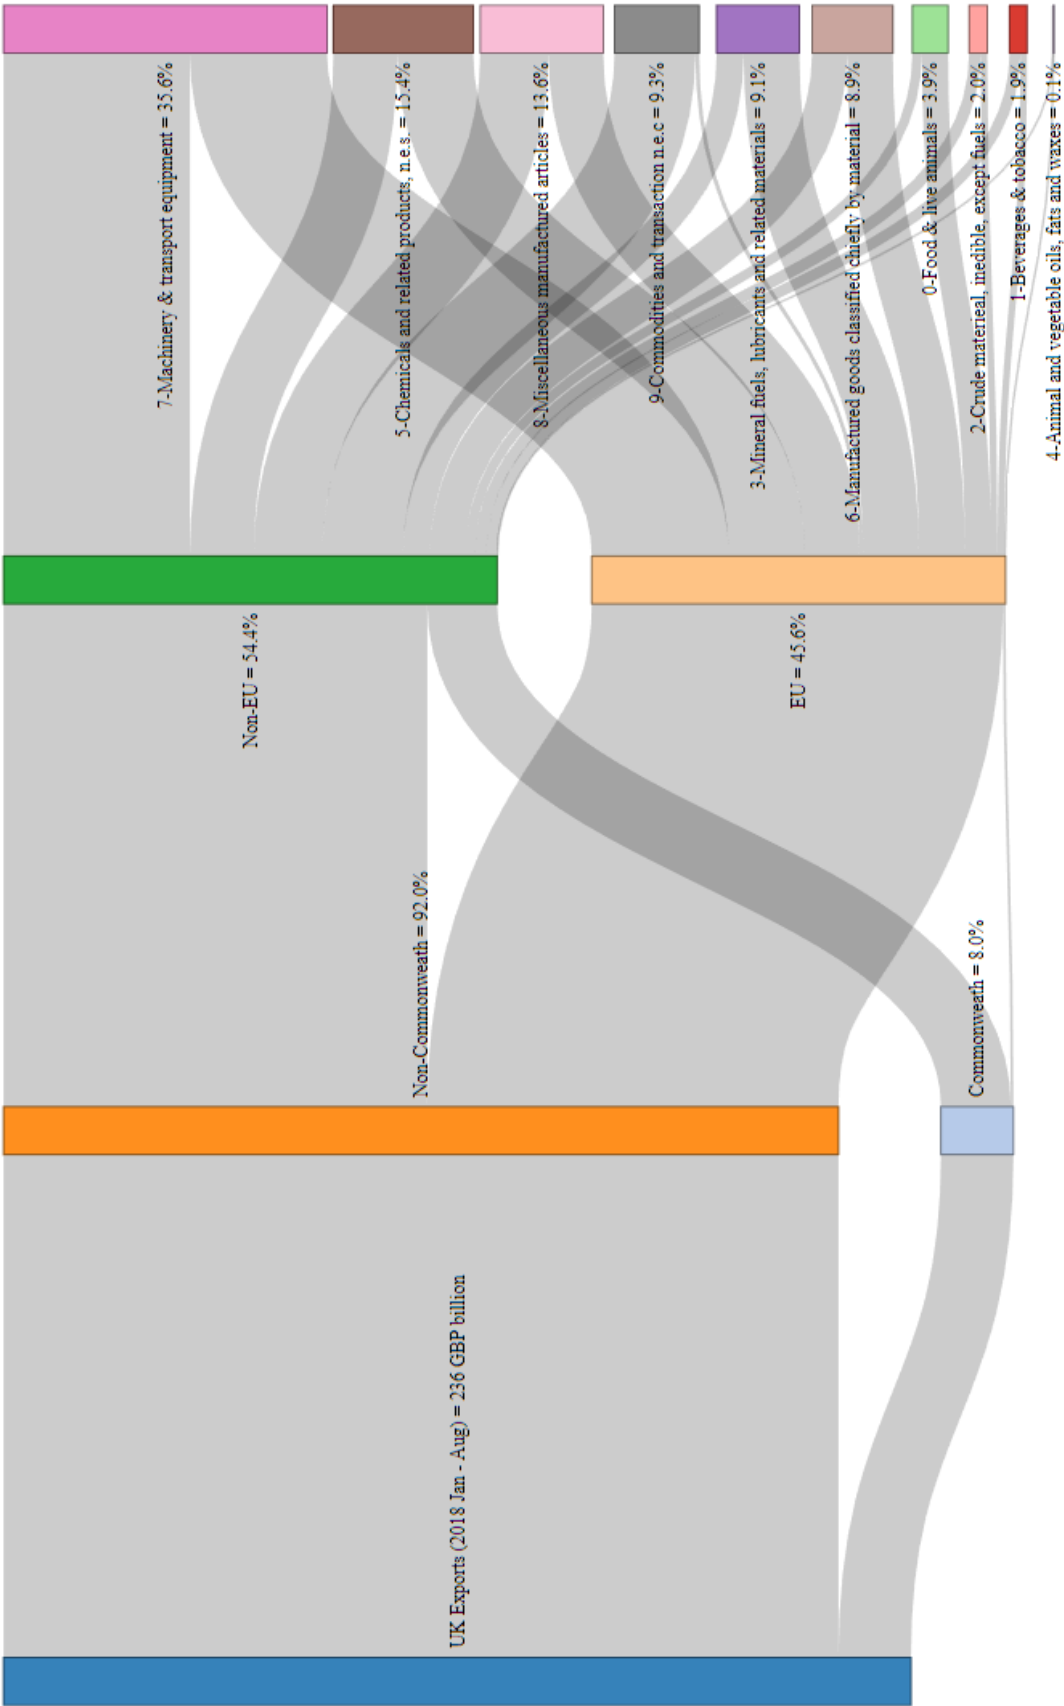 UK Exports (2018 Jan - Aug) = 236 GBP billion
Non-Commonweath = 92.0%
Commonweath = 8.0%
Non-EU = 54.4%
EU = 45.6%
7-Machinery & transport equipment = 35.6%
5-Chemicals and related products, n.e.s. = 15.4%
8-Miscellaneous manufactured articles = 13.6%
9-Commodities and transaction n.e.c = 9.3%
3-Mineral fuels, lubricants and related materials = 9.1%
6-Manufactured goods classified chiefly by material = 8.9%
0-Food & live animals = 3.9%
2-Crude materieal, inedible, except fuels = 2.0%
1-Beverages & tobacco = 1.9%
4-Animal and vegetable oils, fats and waxes = 0.1%